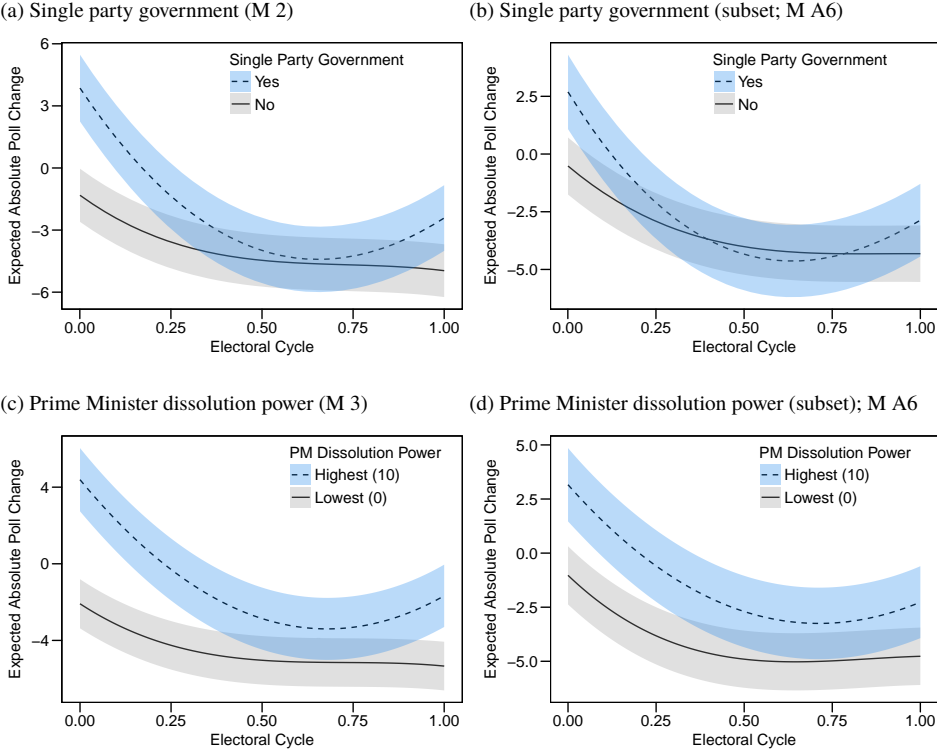 (a) Single party government (M 2)
Expected Absolute Poll Change
6
3
0
−3
−6
Single Party Government
Yes
No
0.00 0.25 0.50 0.75 1.00
Electoral Cycle
(b) Single party government (subset; M A6)
Expected Absolute Poll Change
2.5
0.0
−2.5
−5.0
Single Party Government
Yes
No
0.00 0.25 0.50 0.75 1.00
Electoral Cycle
(c) Prime Minister dissolution power (M 3)
Expected Absolute Poll Change
4
0
−4
PM Dissolution Power
Highest (10)
Lowest (0)
0.00 0.25 0.50 0.75 1.00
Electoral Cycle
(d) Prime Minister dissolution power (subset); M A6
Expected Absolute Poll Change
5.0
2.5
0.0
−2.5
−5.0
PM Dissolution Power
Highest (10)
Lowest (0)
0.00 0.25 0.50 0.75 1.00
Electoral Cycle